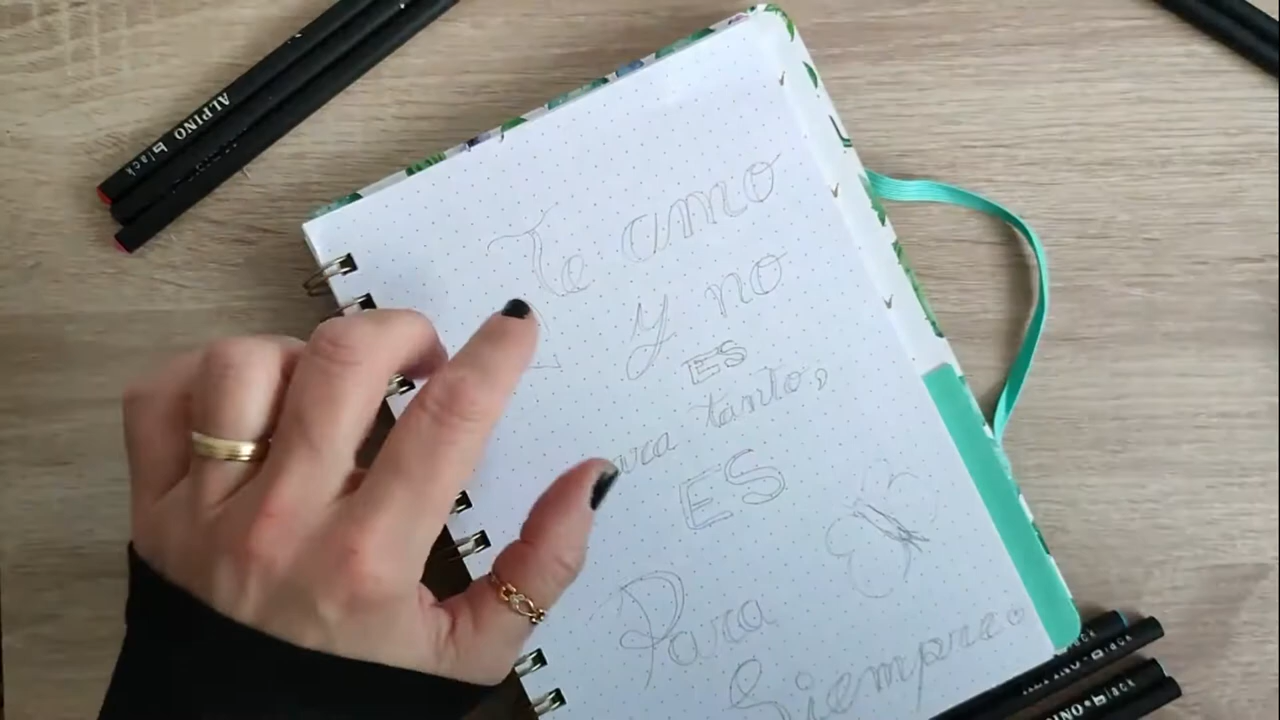 Te amo
y no
ES
tanto,
ES
Para
Siempre.
ALPINO black